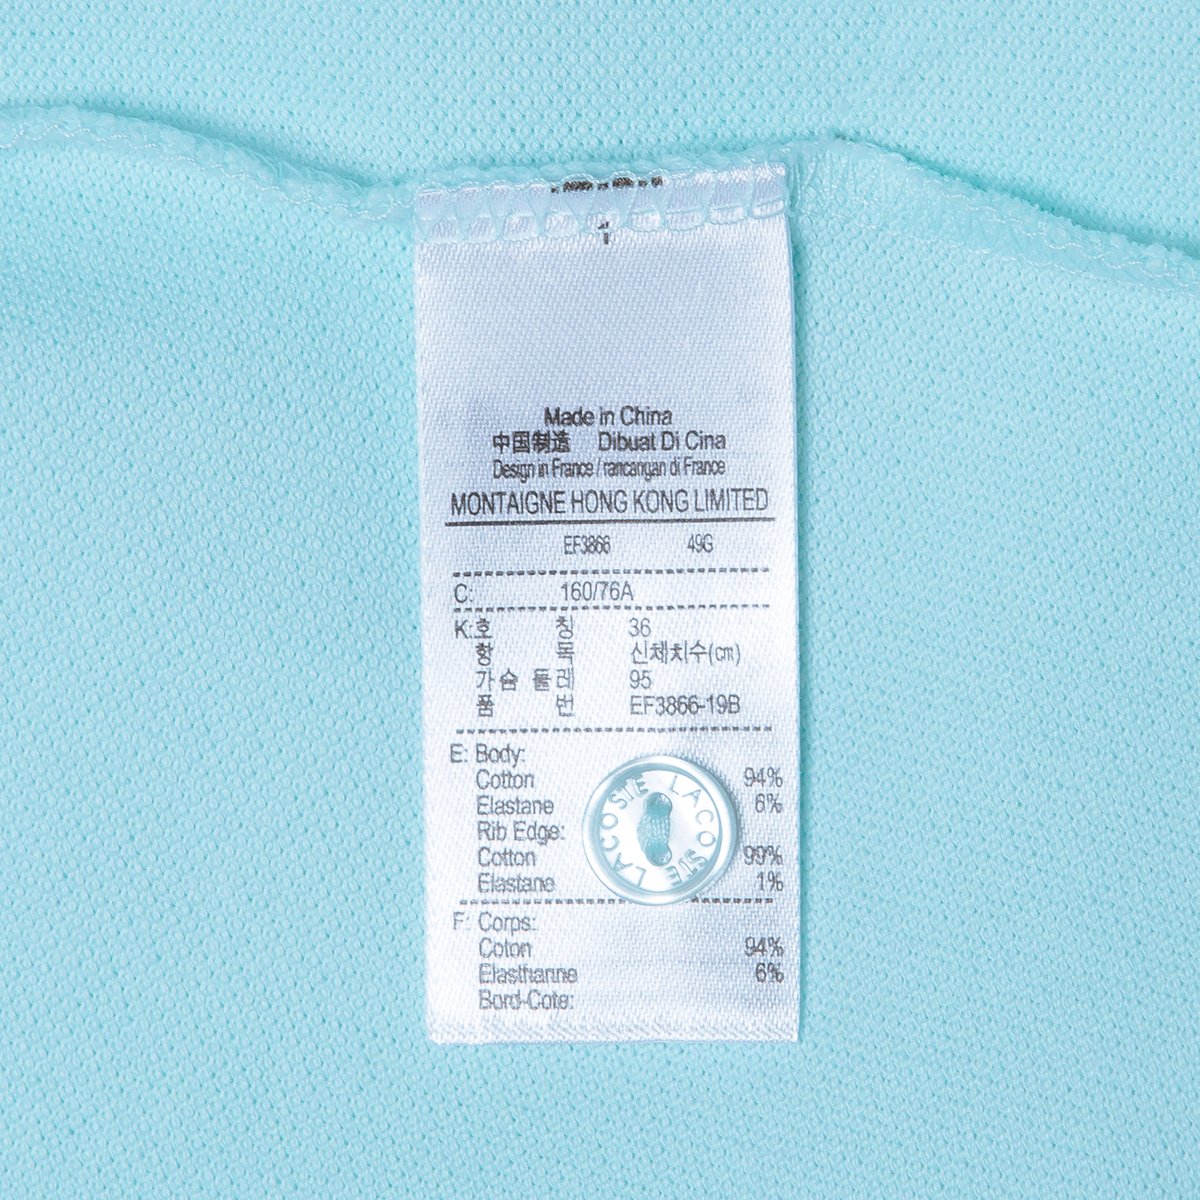 1
Made in China
中国制造 Dibuat Di Cina
Design in France / rancangan di France
MONTAIGNE HONG KONG LIMITED
EF3866 49G
C: 160/76A
K:호 칭 36
항 목 신체치수(cm)
가슴 둘레 95
품 번 EF3866-19B
E: Body:
Cotton 94%
Elastane 6%
Rib Edge:
Cotton 99%
Elastane 1%
LACOSTE LACOSTE
F: Corps:
Coton 94%
Elasthanne 6%
Bord-Cote: